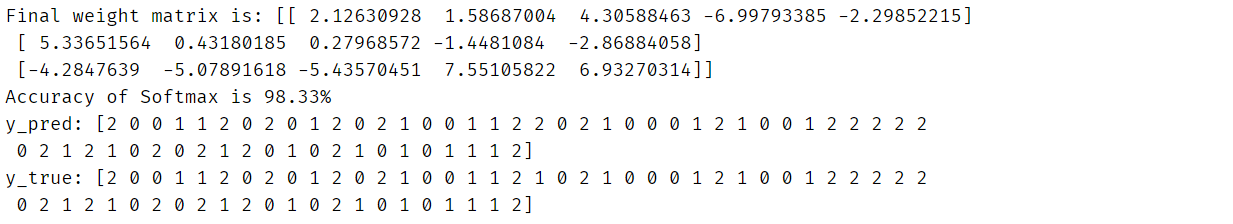 Final weight matrix is: [[ 2.12630928  1.58687004  4.30588463 -6.99793385 -2.29852215]
 [ 5.33651564  0.43180185  0.27968572 -1.4481084  -2.86884058]
 [-4.2847639  -5.07891618 -5.43570451  7.55105822  6.93270314]]
Accuracy of Softmax is 98.33%
y_pred: [2 0 0 1 1 2 0 2 0 1 2 0 2 1 0 0 1 1 2 2 0 2 1 0 0 0 1 2 1 0 0 1 2 2 2 2 2
 0 2 1 2 1 0 2 0 2 1 2 0 1 0 2 1 0 1 0 1 1 1 2]
y_true: [2 0 0 1 1 2 0 2 0 1 2 0 2 1 0 0 1 1 2 1 0 2 1 0 0 0 1 2 1 0 0 1 2 2 2 2 2
 0 2 1 2 1 0 2 0 2 1 2 0 1 0 2 1 0 1 0 1 1 1 2]